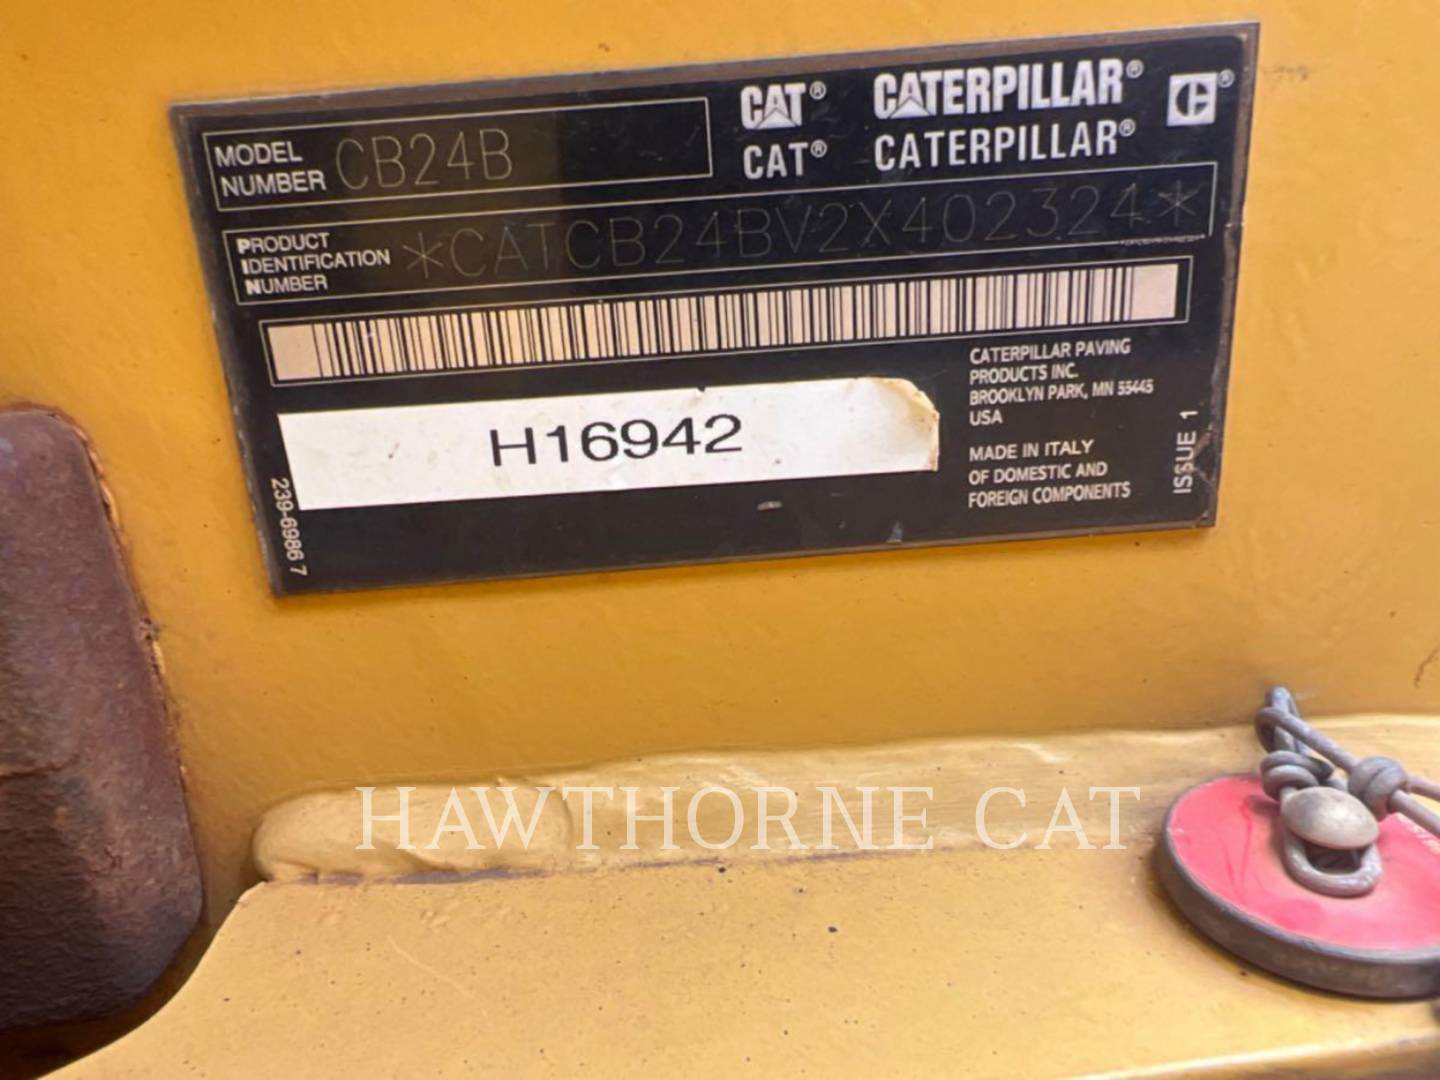 CAT® CATERPILLAR®
CAT® CATERPILLAR®
MODEL NUMBER CB24B
PRODUCT IDENTIFICATION NUMBER *CATCB24BV2X402324*
H16942
CATERPILLAR PAVING
PRODUCTS INC.
BROOKLYN PARK, MN 55445
USA
MADE IN ITALY
OF DOMESTIC AND
FOREIGN COMPONENTS
ISSUE 1
239-6986 7
HAWTHORNE CAT